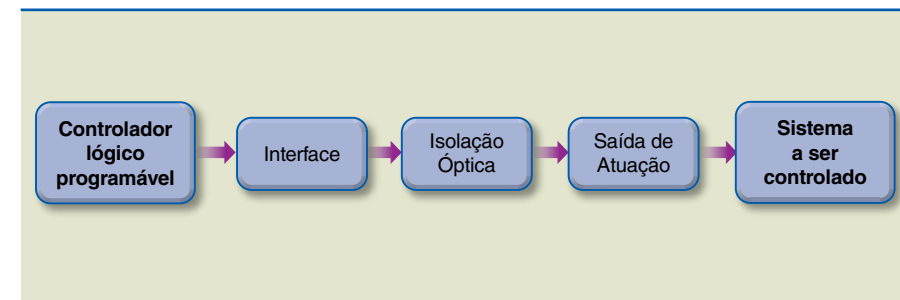 Controlador
lógico
programável
Interface
Isolação
Óptica
Saída de
Atuação
Sistema
a ser
controlado